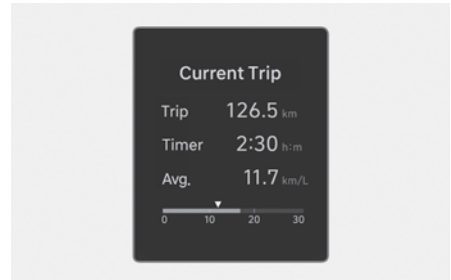 Current Trip
Trip 126.5 km
Timer 2:30 h:m
Avg. 11.7 km/L
0 10 20 30